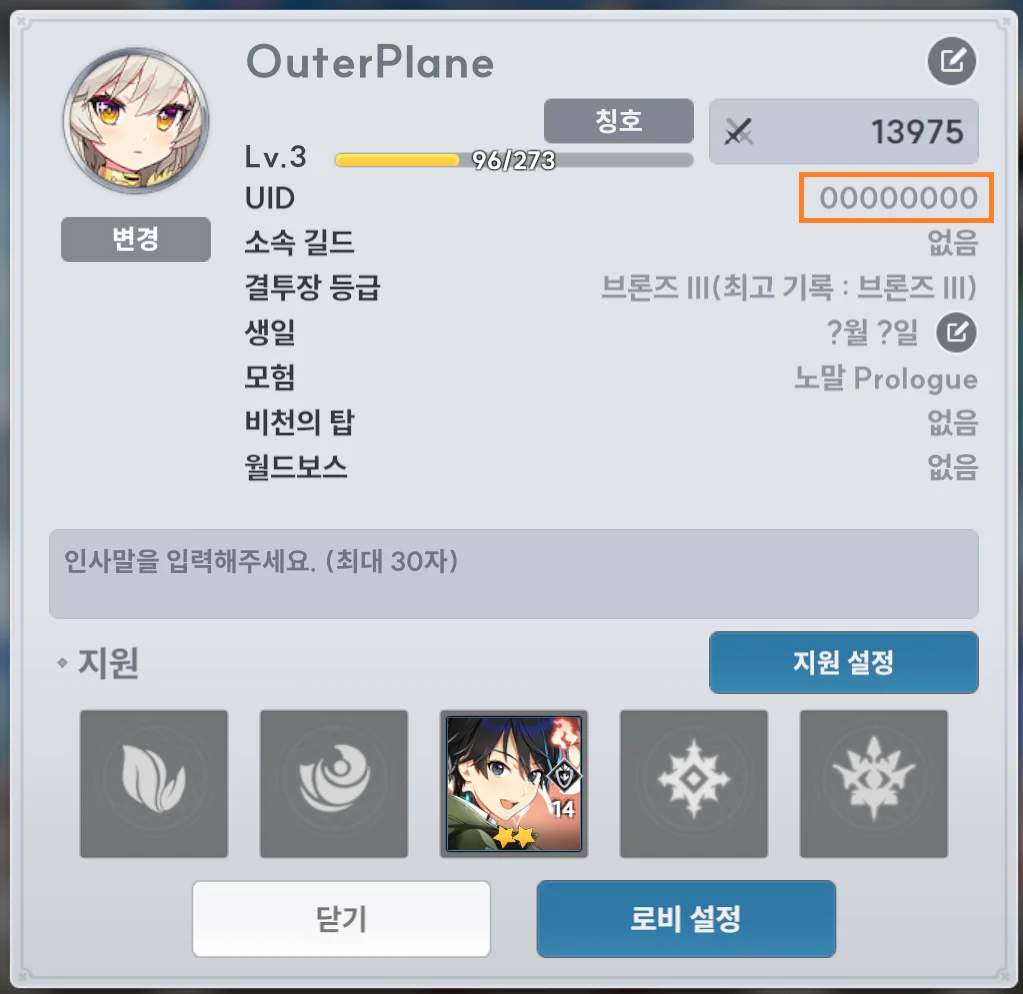 OuterPlane
칭호
13975
Lv.3
96/273
UID
00000000
변경
소속 길드
없음
결투장 등급
브론즈 III(최고 기록 : 브론즈 III)
생일
?월 ?일
모험
노말 Prologue
비천의 탑
없음
월드보스
없음
인사말을 입력해주세요. (최대 30자)
지원
지원 설정
14
닫기
로비 설정